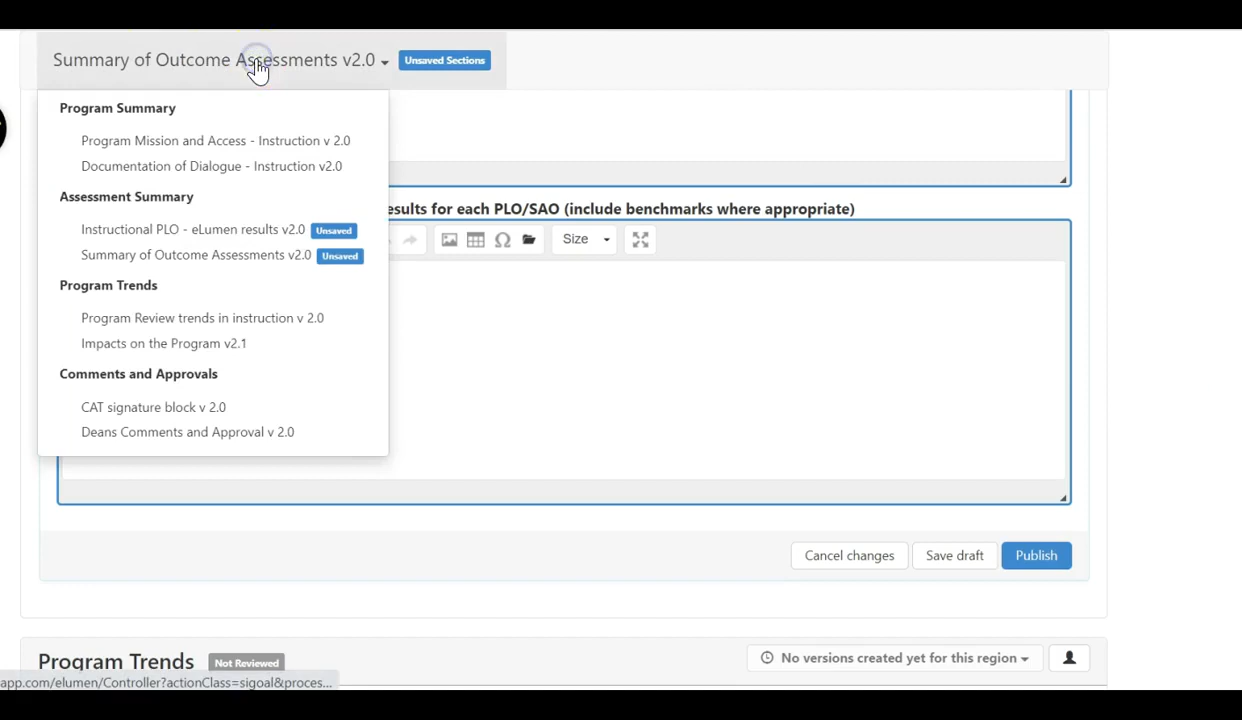 Summary of Outcome Assessments v2.0 Unsaved Sections
Program Summary
Program Mission and Access - Instruction v 2.0
Documentation of Dialogue - Instruction v2.0
Assessment Summary
esults for each PLO/SAO (include benchmarks where appropriate)
Instructional PLO - eLumen results v2.0 Unsaved
Size
Summary of Outcome Assessments v2.0 Unsaved
Program Trends
Program Review trends in instruction v 2.0
Impacts on the Program v2.1
Comments and Approvals
CAT signature block v 2.0
Deans Comments and Approval v 2.0
Cancel changes Save draft Publish
Program Trends Not Reviewed No versions created yet for this region
app.com/elumen/Controller?actionClass=sigoal&proces...